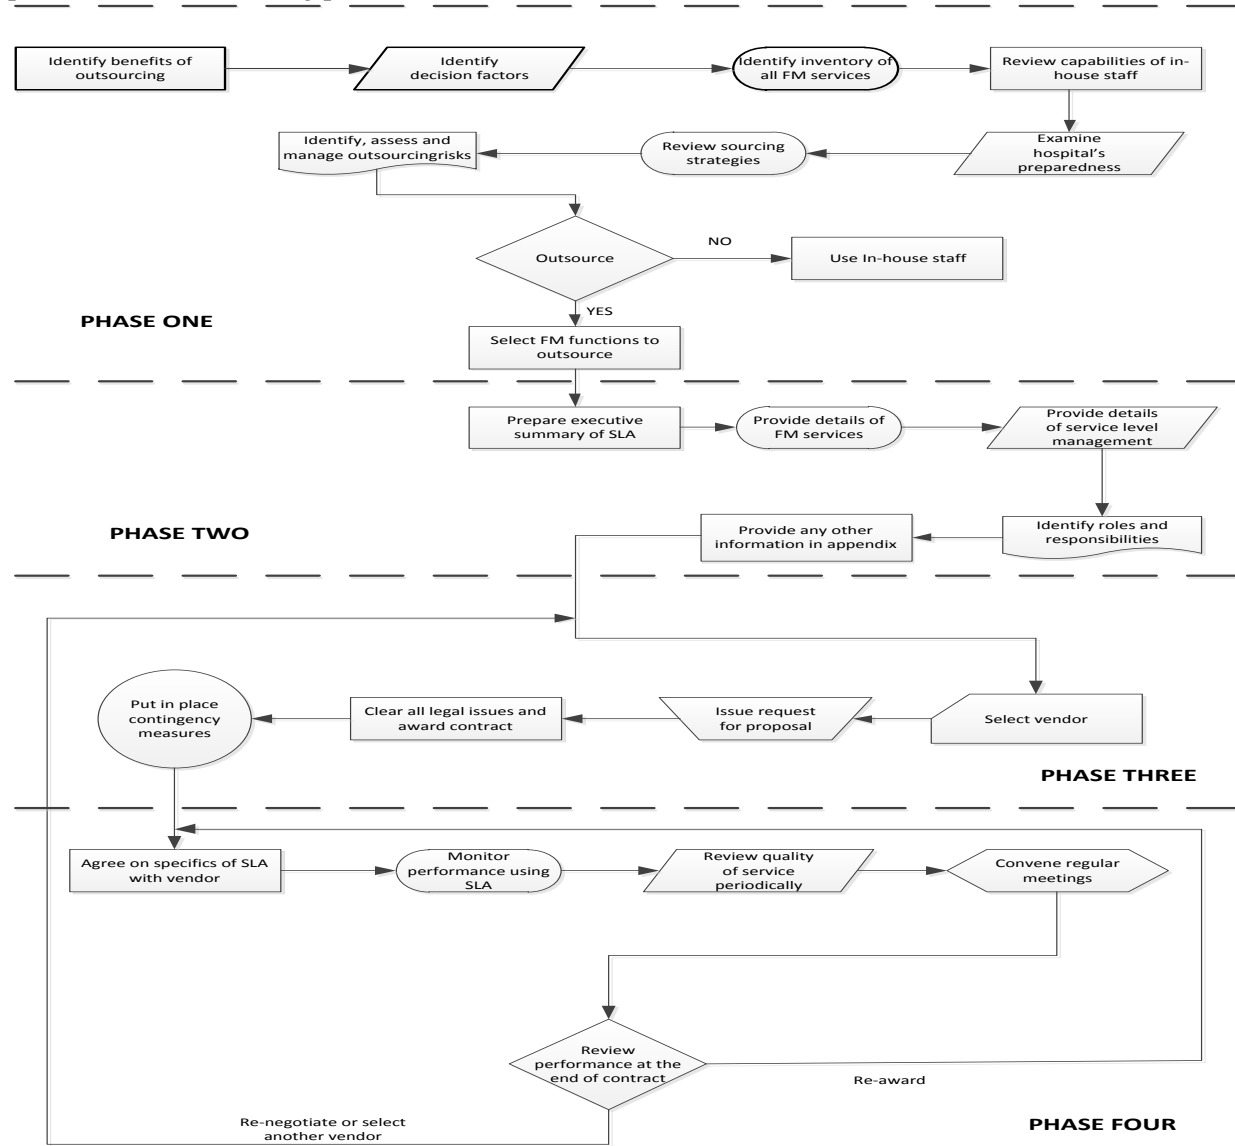 Identify benefits of
outsourcing
Identify
decision factors
Identify inventory of
all FM services
Review capabilities of in-
house staff
Identify, assess and
manage outsourcingrisks
Review sourcing
strategies
Examine
hospital's
preparedness
Outsource
NO
Use In-house staff
YES
PHASE ONE
Select FM functions to
outsource
Prepare executive
summary of SLA
Provide details of
FM services
Provide details
of service level
management
PHASE TWO
Provide any other
information in appendix
Identify roles and
responsibilities
Put in place
contingency
measures
Clear all legal issues and
award contract
Issue request
for proposal
Select vendor
PHASE THREE
Agree on specifics of SLA
with vendor
Monitor
performance using
SLA
Review quality
of service
periodically
Convene regular
meetings
Review
performance at the
end of contract
Re-award
Re-negotiate or select
another vendor
PHASE FOUR